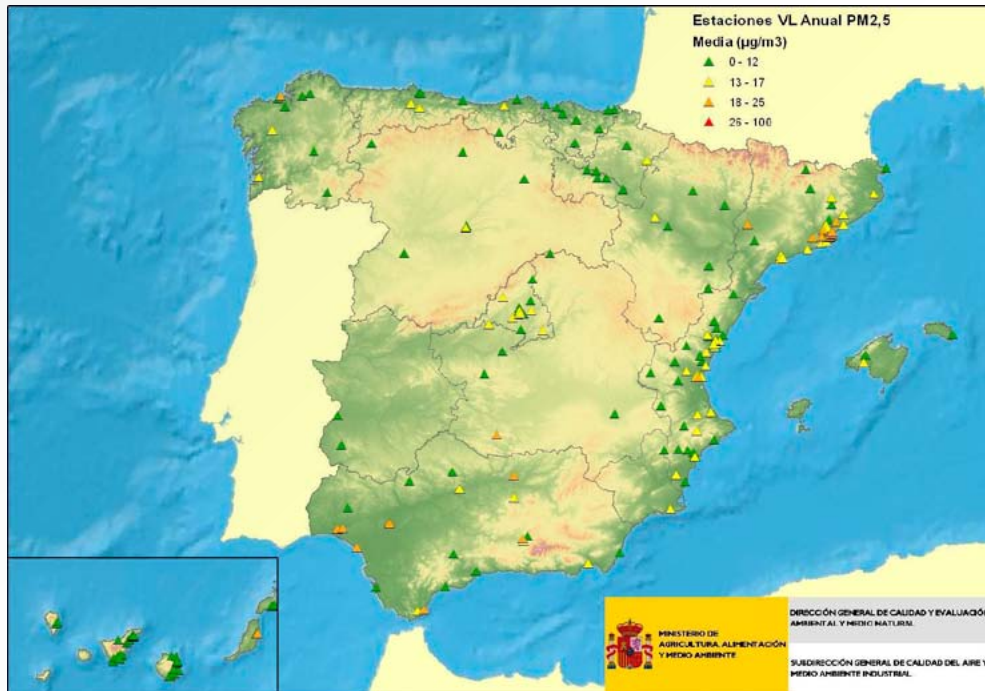 Estaciones VL Anual PM2,5
Media (µg/m3)
0 - 12
13 - 17
18 - 25
26 - 100
MINISTERIO DE
AGRICULTURA, ALIMENTACIÓN
Y MEDIO AMBIENTE
DIRECCIÓN GENERAL DE CALIDAD Y EVALUACIÓN
AMBIENTAL Y MEDIO NATURAL
SUBDIRECCIÓN GENERAL DE CALIDAD DEL AIRE Y
MEDIO AMBIENTE INDUSTRIAL